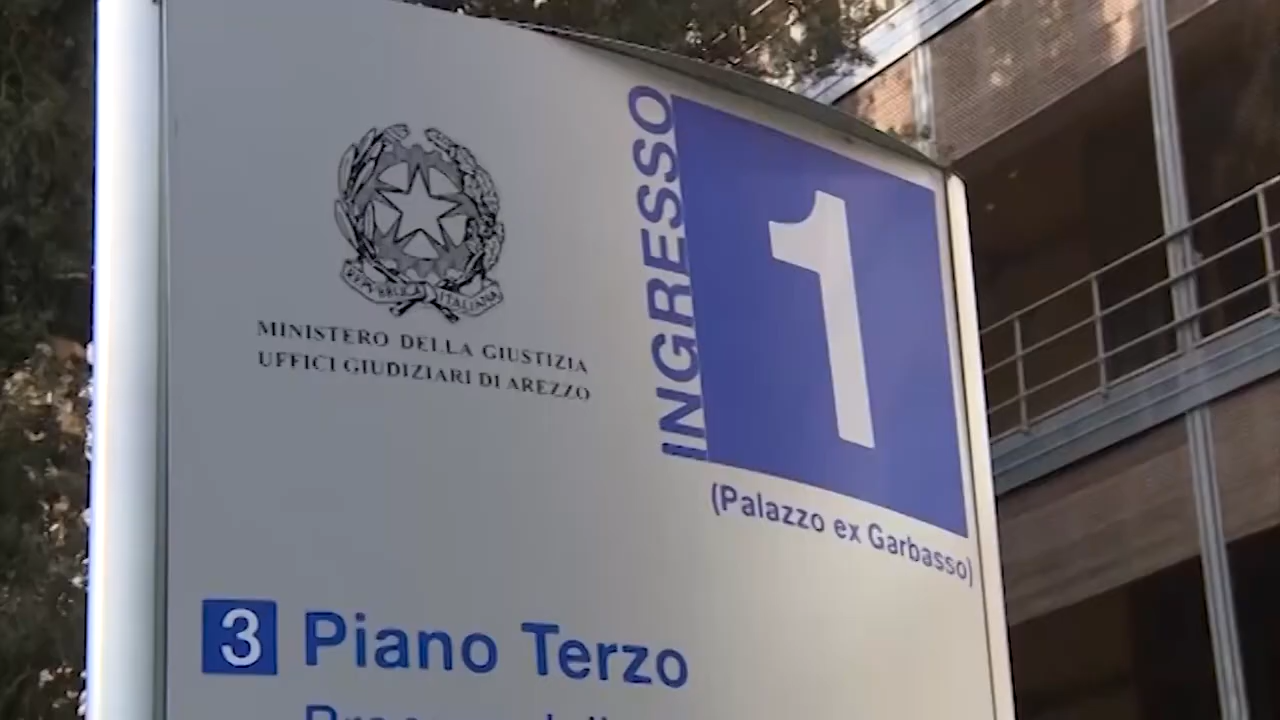 REPUBBLICA ITALIANA
MINISTERO DELLA GIUSTIZIA
UFFICI GIUDIZIARI DI AREZZO
INGRESSO
1
(Palazzo ex Garbasso)
3 Piano Terzo